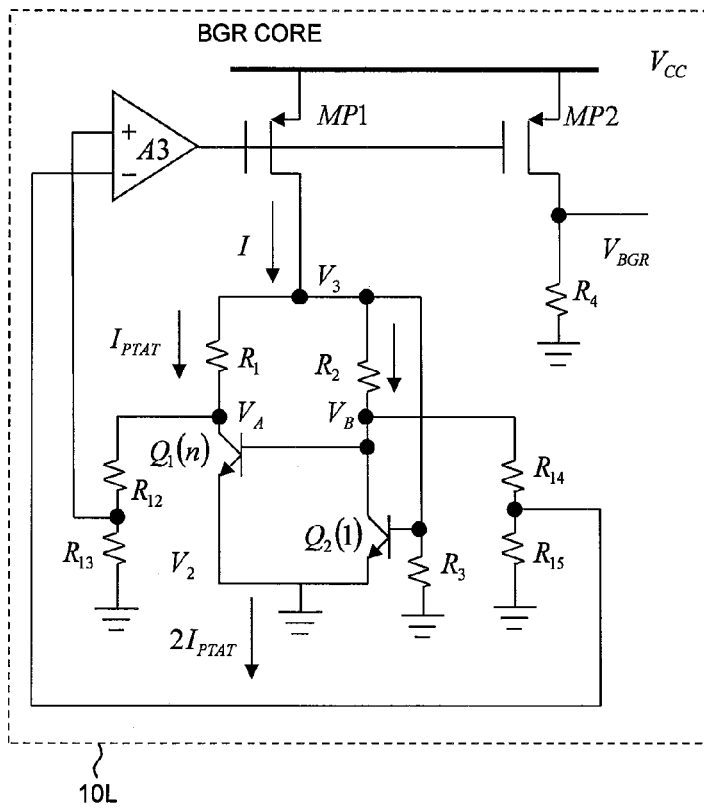 BGR CORE
V_CC
MP1
MP2
+
A3
−
I
V_3
V_BGR
R_4
I_PTAT
R_1
R_2
V_A
V_B
Q_1(n)
R_12
R_14
Q_2(1)
R_13
V_2
R_3
R_15
2I_PTAT
10L